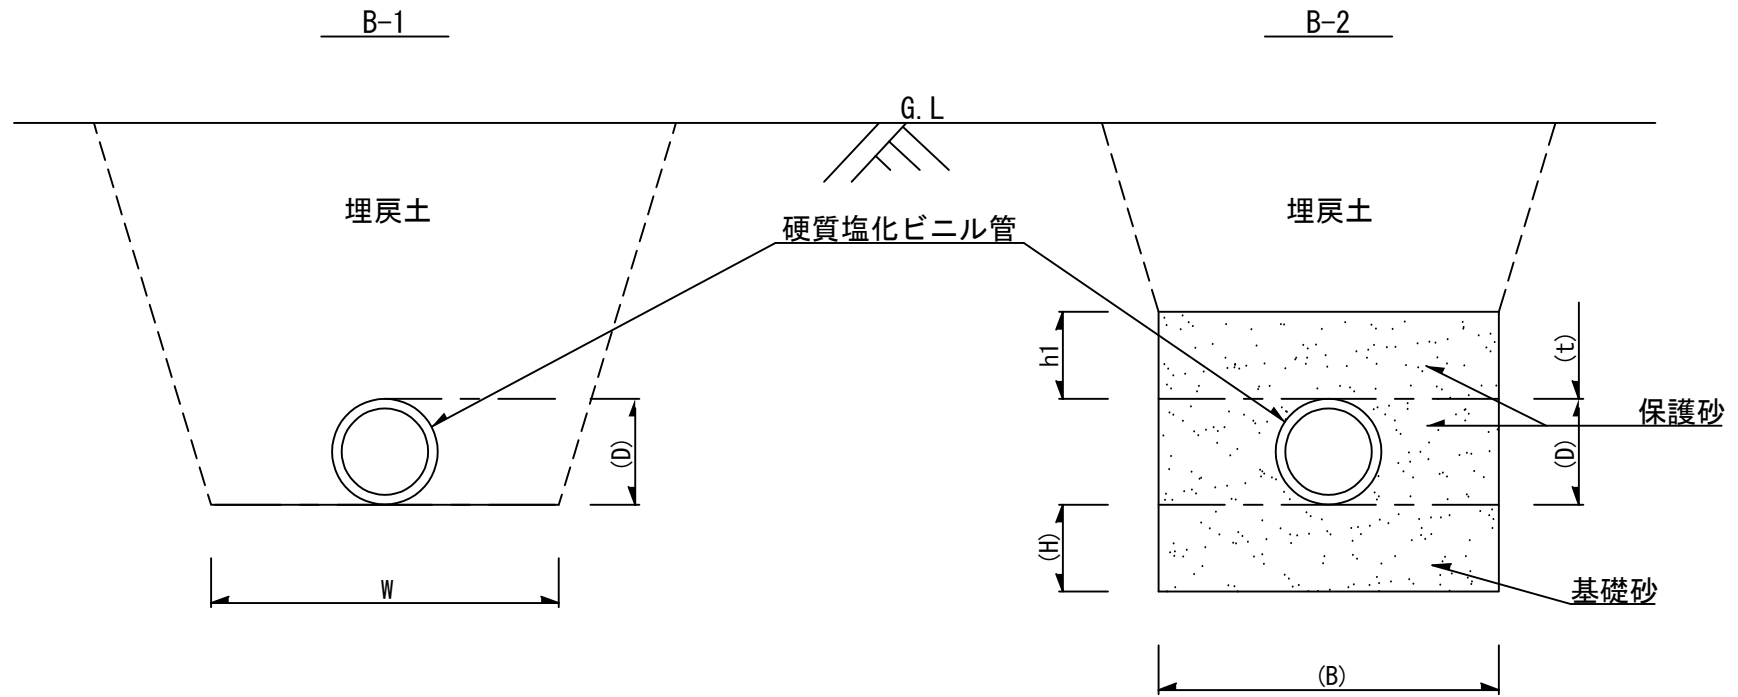 B-1
B-2
G.L
埋戻土
埋戻土
硬質塩化ビニル管
h1
(t)
保護砂
(D)
(D)
(H)
W
基礎砂
(B)